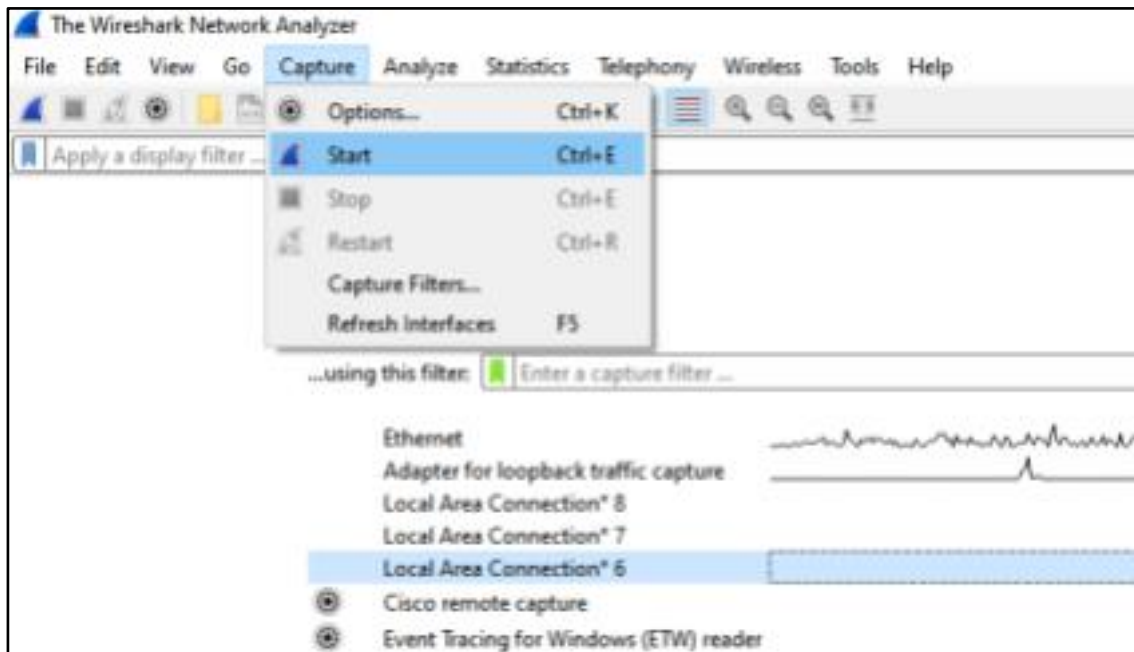 The Wireshark Network Analyzer
File Edit View Go Capture Analyze Statistics Telephony Wireless Tools Help
Options... Ctrl+K
Apply a display filter ...
Start Ctrl+E
Stop Ctrl+E
Restart Ctrl+R
Capture Filters...
Refresh Interfaces F5
...using this filter: Enter a capture filter ...
Ethernet
Adapter for loopback traffic capture
Local Area Connection* 8
Local Area Connection* 7
Local Area Connection* 6
Cisco remote capture
Event Tracing for Windows (ETW) reader